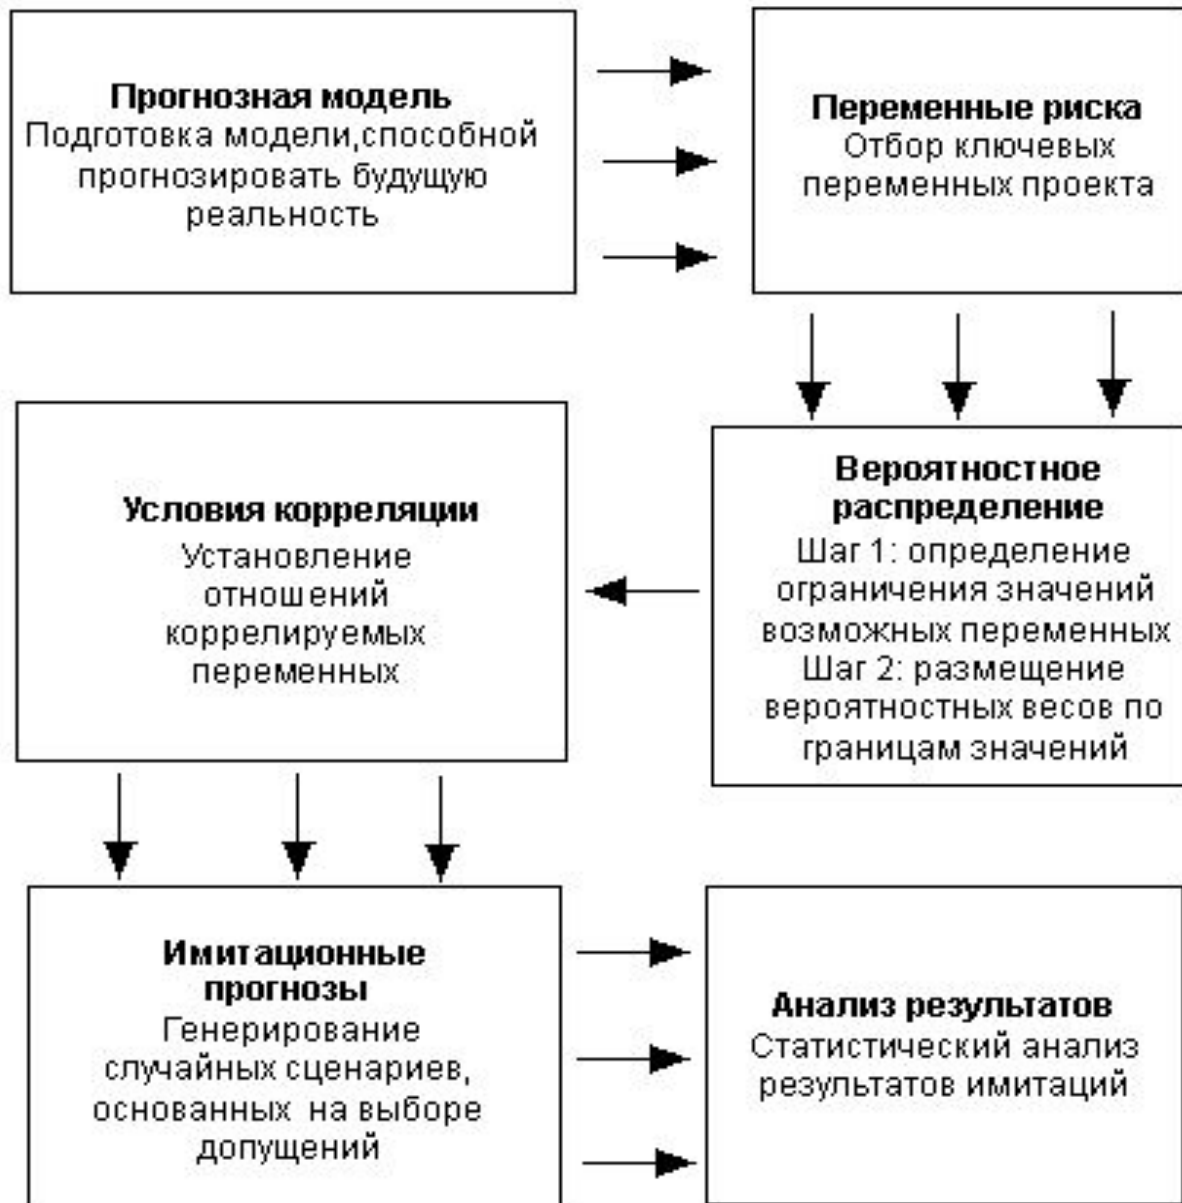 Прогнозная модель
Подготовка модели,способной
прогнозировать будущую
реальность
Переменные риска
Отбор ключевых
переменных проекта
Вероятностное
распределение
Шаг 1: определение
ограничения значений
возможных переменных
Шаг 2: размещение
вероятностных весов по
границам значений
Условия корреляции
Установление
отношений
коррелируемых
переменных
Имитационные
прогнозы
Генерирование
случайных сценариев,
основанных на выборе
допущений
Анализ результатов
Статистический анализ
результатов имитаций